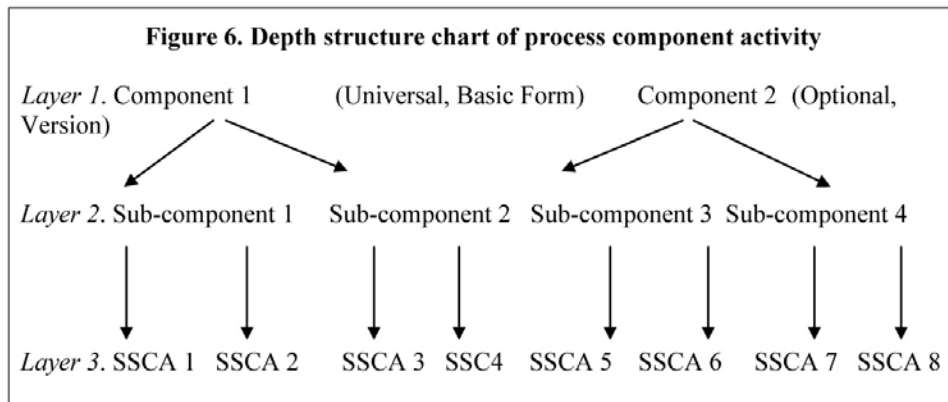 Figure 6. Depth structure chart of process component activity
Layer 1. Component 1 (Universal, Basic Form) Component 2 (Optional,
Version)
Layer 2. Sub-component 1 Sub-component 2 Sub-component 3 Sub-component 4
Layer 3. SSCA 1 SSCA 2 SSCA 3 SSC4 SSCA 5 SSCA 6 SSCA 7 SSCA 8